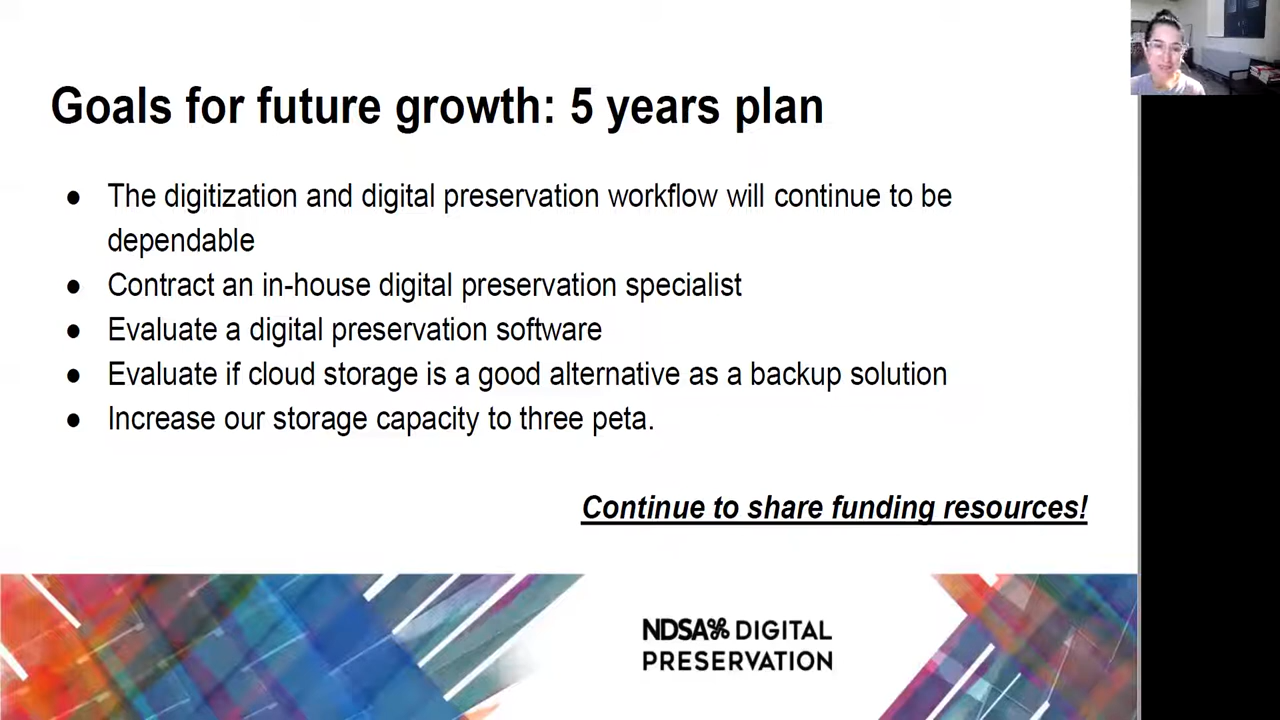 Goals for future growth: 5 years plan
● The digitization and digital preservation workflow will continue to be
dependable
● Contract an in-house digital preservation specialist
● Evaluate a digital preservation software
● Evaluate if cloud storage is a good alternative as a backup solution
● Increase our storage capacity to three peta.
Continue to share funding resources!
NDSA DIGITAL
PRESERVATION